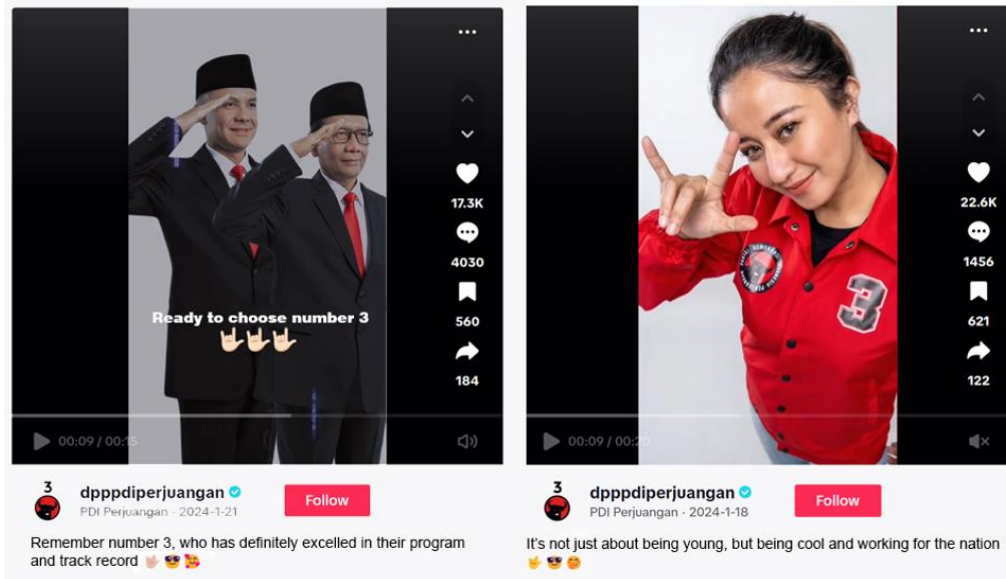 17.3K
4030
Ready to choose number 3
560
184
00:09 / 00:15
3
dpppdiperjuangan
PDI Perjuangan · 2024-1-21
Follow
Remember number 3, who has definitely excelled in their program
and track record
22.6K
1456
3
621
122
00:09 / 00:20
3
dpppdiperjuangan
PDI Perjuangan · 2024-1-18
Follow
It's not just about being young, but being cool and working for the nation